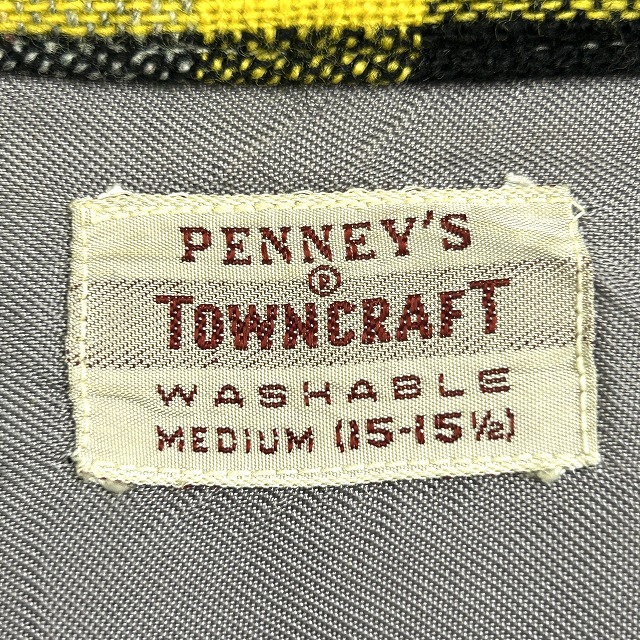 PENNEY'S
®
TOWNCRAFT
WASHABLE
MEDIUM (15-15½)